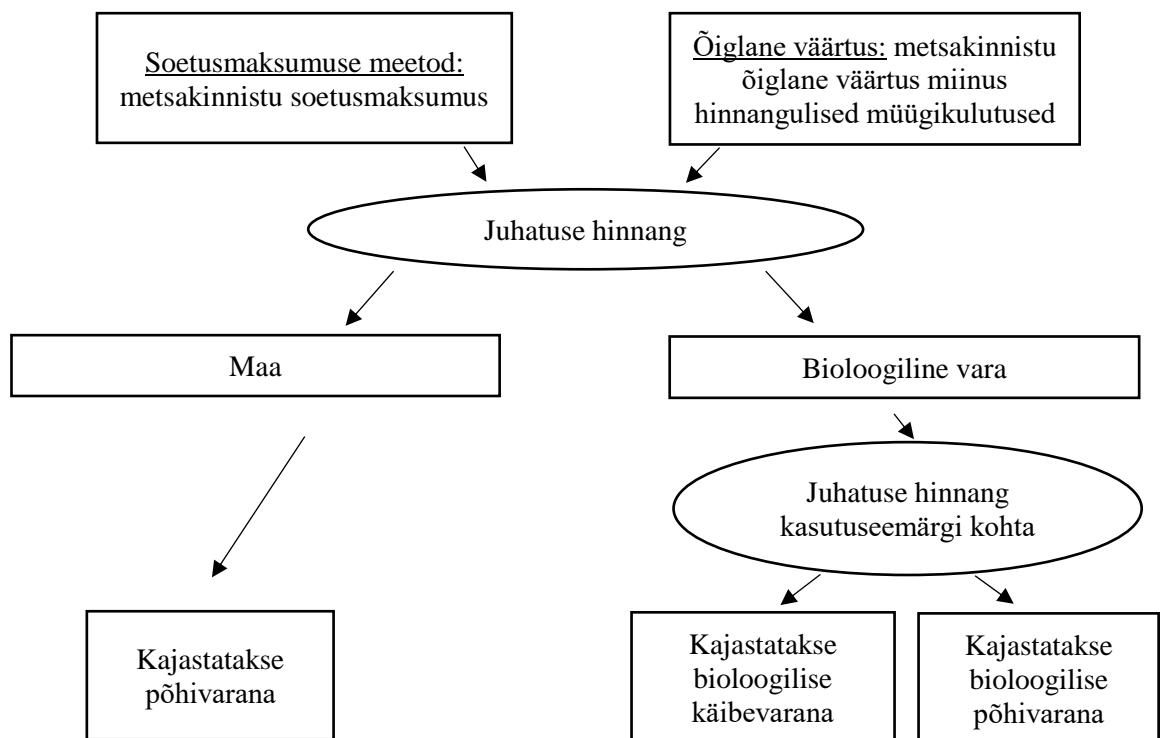 Soetusmaksumuse meetod:
metsakinnistu soetusmaksumus
Õiglane väärtus: metsakinnistu
õiglane väärtus miinus
hinnangulised müügikulutused
Juhatuse hinnang
Maa
Bioloogiline vara
Juhatuse hinnang
kasutuseemärgi kohta
Kajastatakse
põhivarana
Kajastatakse
bioloogilise
käibevarana
Kajastatakse
bioloogilise
põhivarana